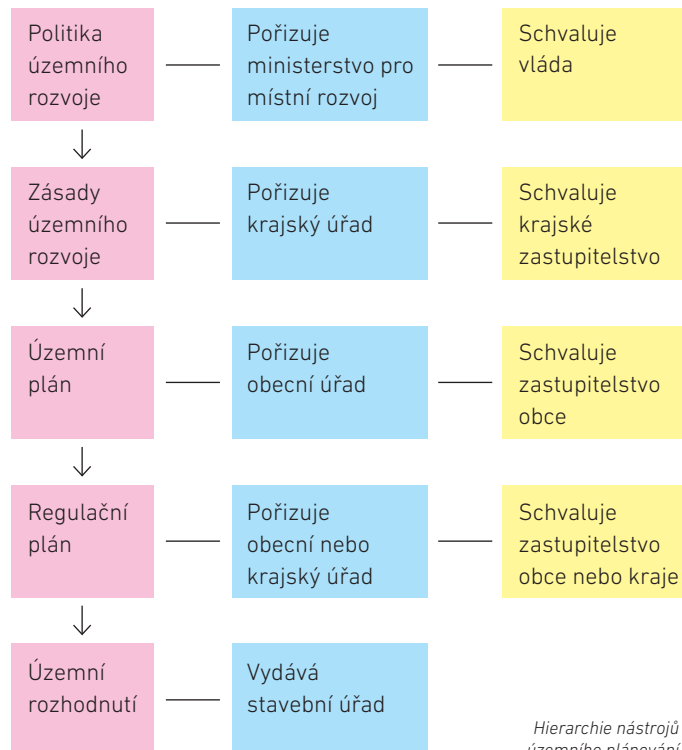 Politika
územního
rozvoje
Pořizuje
ministerstvo pro
místní rozvoj
Schvaluje
vláda
Zásady
územního
rozvoje
Pořizuje
krajský úřad
Schvaluje
krajské
zastupitelstvo
Územní
plán
Pořizuje
obecní úřad
Schvaluje
zastupitelstvo
obce
Regulační
plán
Pořizuje
obecní nebo
krajský úřad
Schvaluje
zastupitelstvo
obce nebo kraje
Územní
rozhodnutí
Vydává
stavební úřad
Hierarchie nástrojů
územního plánování